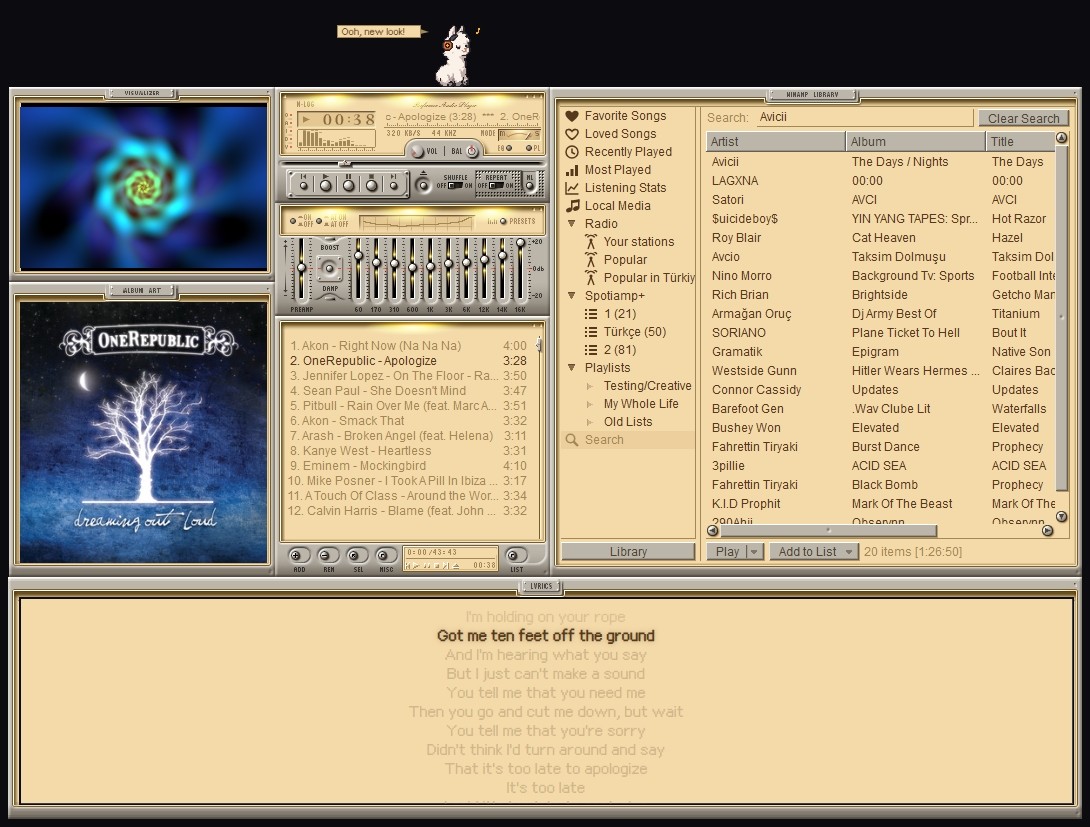 Ooh, new look!
VISUALIZER
N-LOG
00:38
c - Apologize (3:28) *** 2. OneR
320 KB/S 44 KHZ MODE
VOL BAL EQ PL
SHUFFLE REPEAT ML
OFF ON OFF ON
PRESETS
BOOST
DAMP
+20
0db
-20
PREAMP 60 170 310 600 1K 3K 6K 12K 14K 16K
ALBUM ART
ONEREPUBLIC
dreaming out loud
1. Akon - Right Now (Na Na Na) 4:00
2. OneRepublic - Apologize 3:28
3. Jennifer Lopez - On The Floor - Ra... 3:50
4. Sean Paul - She Doesn't Mind 3:47
5. Pitbull - Rain Over Me (feat. Marc A... 3:51
6. Akon - Smack That 3:32
7. Arash - Broken Angel (feat. Helena) 3:11
8. Kanye West - Heartless 3:31
9. Eminem - Mockingbird 4:10
10. Mike Posner - I Took A Pill In Ibiza ... 3:17
11. A Touch Of Class - Around the Wor... 3:34
12. Calvin Harris - Blame (feat. John ... 3:32
0:00/43:43
00:38
ADD REM SEL MISC LIST
WINAMP LIBRARY
Favorite Songs
Loved Songs
Recently Played
Most Played
Listening Stats
Local Media
Radio
Your stations
Popular
Popular in Türkiy
Spotiamp+
1 (21)
Türkçe (50)
2 (81)
Playlists
Testing/Creative
My Whole Life
Old Lists
Search
Library
Search: Avicii Clear Search
Artist Album Title
Avicii The Days / Nights The Days
LAGXNA 00:00 00:00
Satori AVCI AVCI
$uicideboy$ YIN YANG TAPES: Spr... Hot Razor
Roy Blair Cat Heaven Hazel
Avcio Taksim Dolmuşu Taksim Dol
Nino Morro Background Tv: Sports Football Inte
Rich Brian Brightside Getcho Man
Armağan Oruç Dj Army Best Of Titanium
SORIANO Plane Ticket To Hell Bout It
Gramatik Epigram Native Son
Westside Gunn Hitler Wears Hermes ... Claires Bac
Connor Cassidy Updates Updates
Barefoot Gen .Wav Clube Lit Waterfalls
Bushey Won Elevated Elevated
Fahrettin Tiryaki Burst Dance Prophecy
3pillie ACID SEA ACID SEA
Fahrettin Tiryaki Black Bomb Prophecy
K.I.D Prophit Mark Of The Beast Mark Of The
Play Add to List 20 items [1:26:50]
LYRICS
I'm holding on your rope
Got me ten feet off the ground
And I'm hearing what you say
But I just can't make a sound
You tell me that you need me
Then you go and cut me down, but wait
You tell me that you're sorry
Didn't think I'd turn around and say
That it's too late to apologize
It's too late